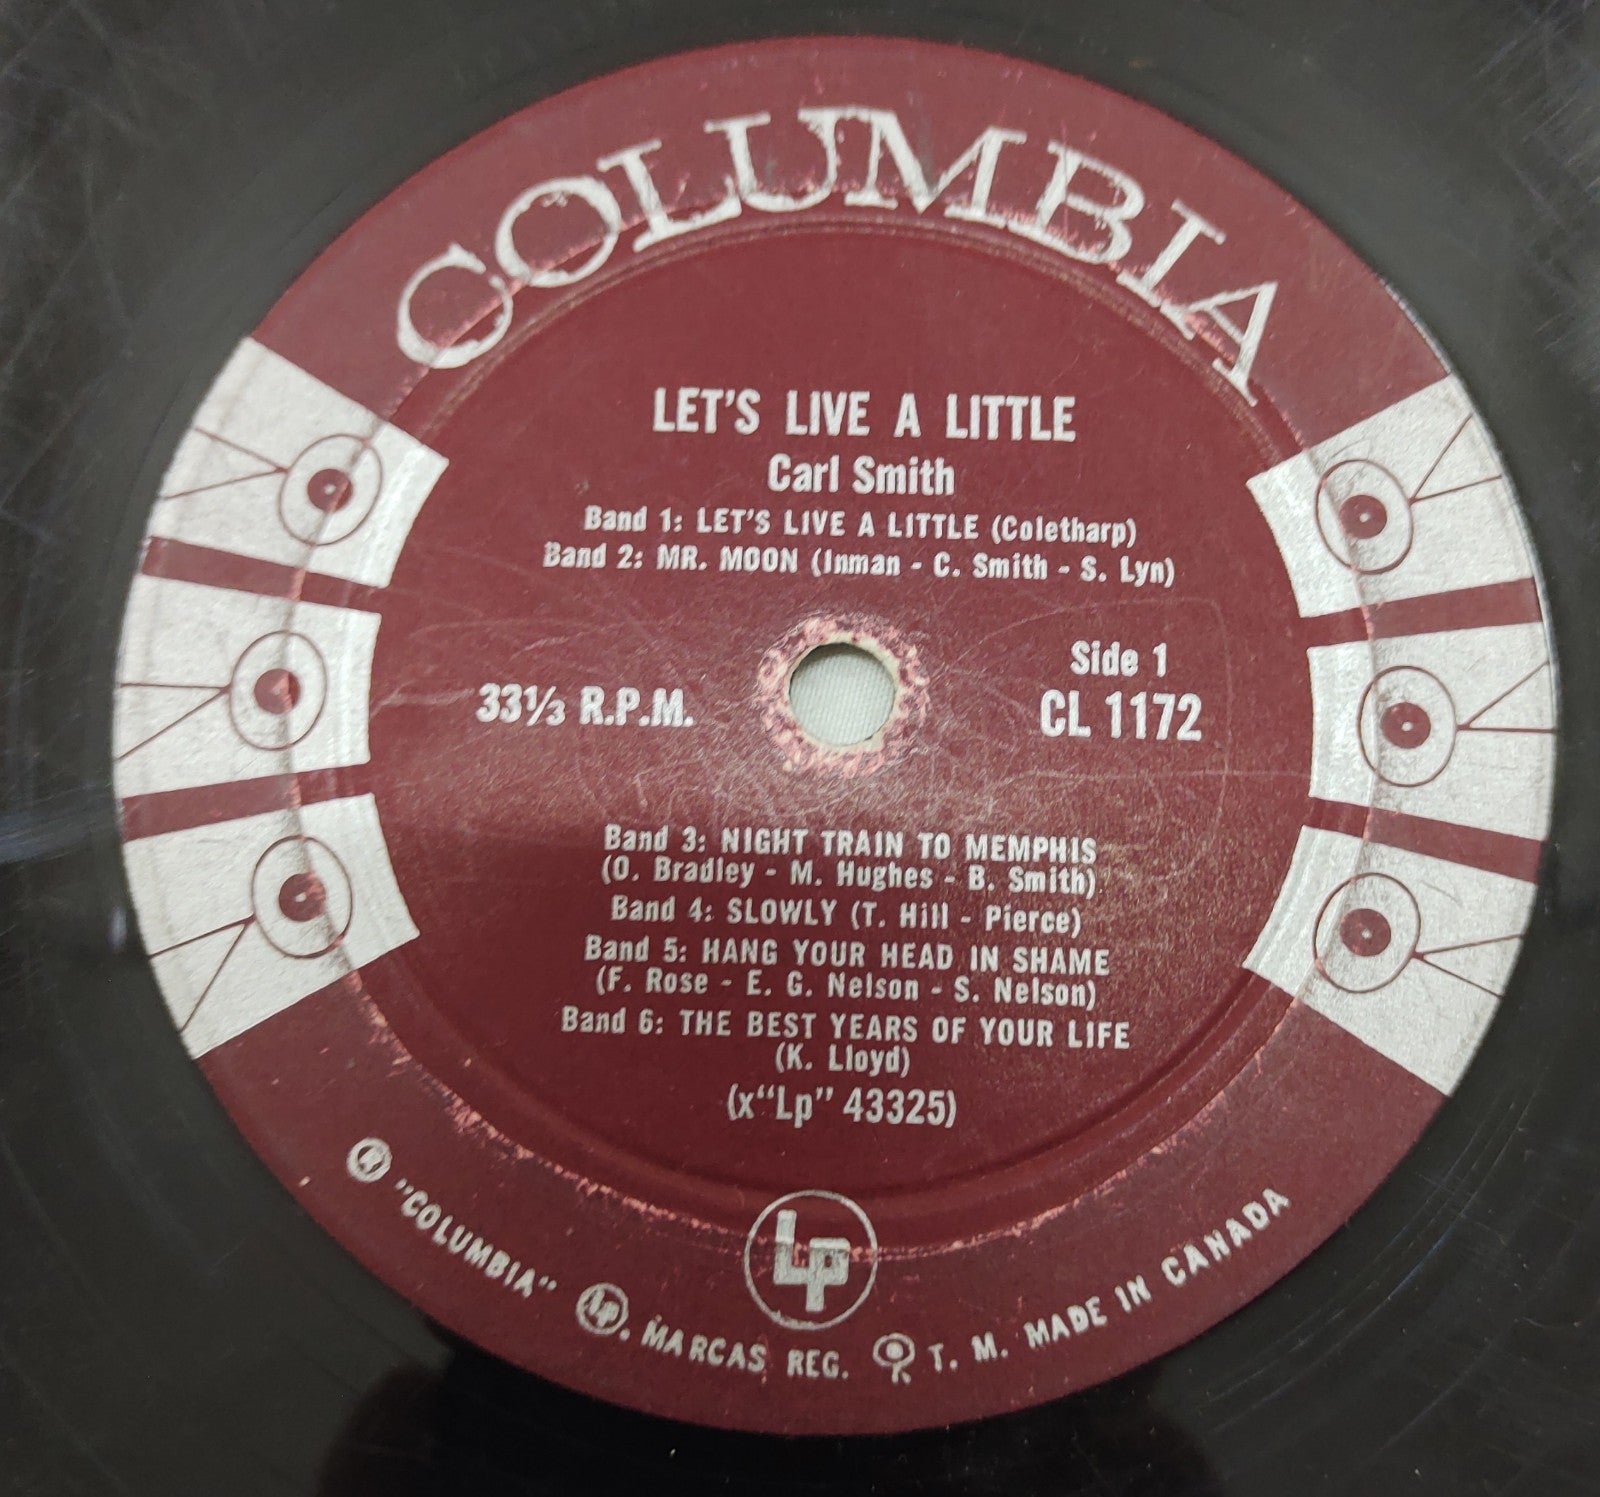 COLUMBIA
LET'S LIVE A LITTLE
Carl Smith
Band 1: LET'S LIVE A LITTLE (Coletharp)
Band 2: MR. MOON (Inman - C. Smith - S. Lyn)
Side 1
33⅓ R.P.M.
CL 1172
Band 3: NIGHT TRAIN TO MEMPHIS
(O. Bradley - M. Hughes - B. Smith)
Band 4: SLOWLY (T. Hill - Pierce)
Band 5: HANG YOUR HEAD IN SHAME
(F. Rose - E. G. Nelson - S. Nelson)
Band 6: THE BEST YEARS OF YOUR LIFE
(K. Lloyd)
(x"Lp" 43325)
LP
® "COLUMBIA" Lp. MARCAS REG. T. M. MADE IN CANADA